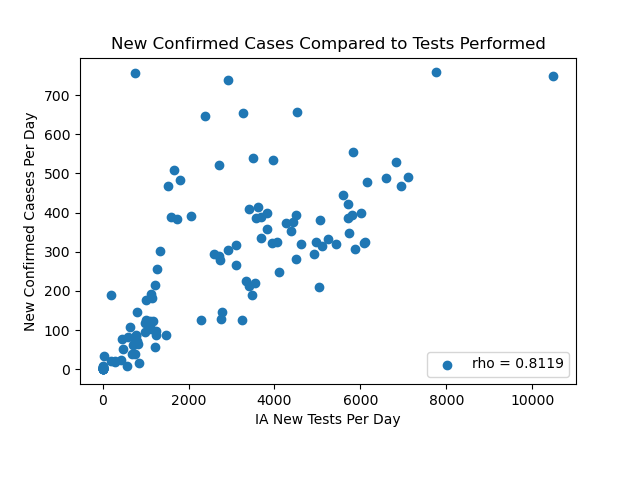 New Confirmed Cases Compared to Tests Performed
New Confirmed Caeses Per Day
700
600
500
400
300
200
100
0
0 2000 4000 6000 8000 10000
IA New Tests Per Day
rho = 0.8119